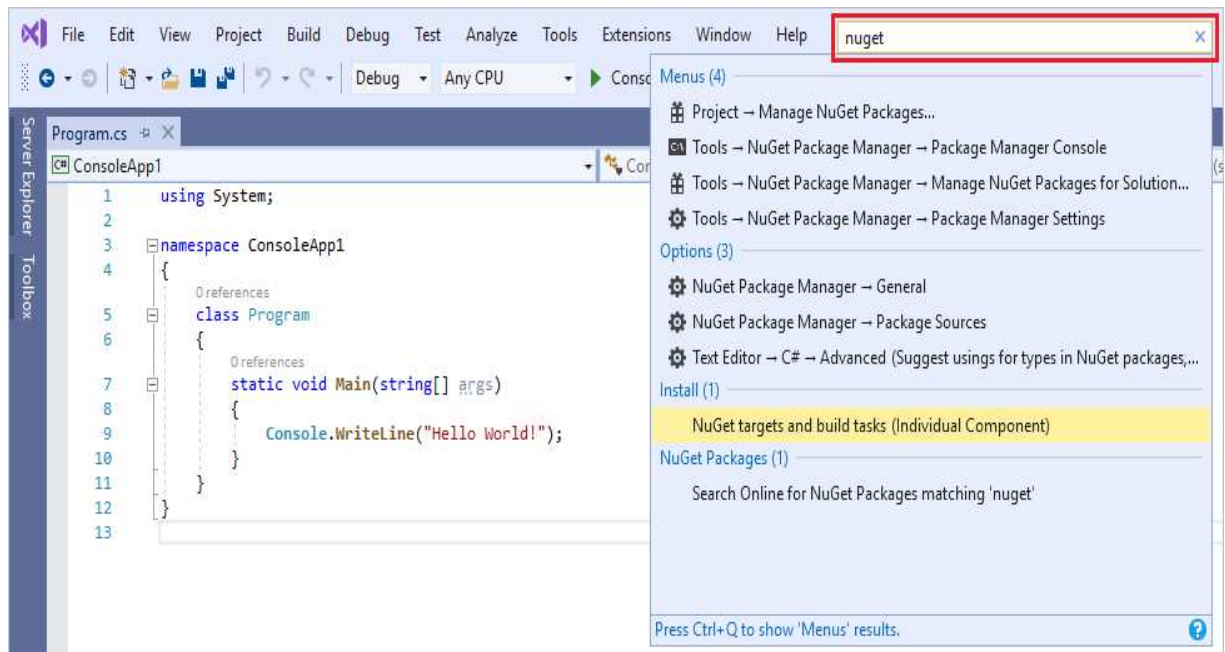 File Edit View Project Build Debug Test Analyze Tools Extensions Window Help nuget
Debug Any CPU
Server Explorer
Toolbox
Program.cs
C# ConsoleApp1
1 using System;
2
3 namespace ConsoleApp1
4 {
0 references
5 class Program
6 {
0 references
7 static void Main(string[] args)
8 {
9 Console.WriteLine("Hello World!");
10 }
11 }
12 }
13
Menus (4)
Project → Manage NuGet Packages...
Tools → NuGet Package Manager → Package Manager Console
Tools → NuGet Package Manager → Manage NuGet Packages for Solution...
Tools → NuGet Package Manager → Package Manager Settings
Options (3)
NuGet Package Manager → General
NuGet Package Manager → Package Sources
Text Editor → C# → Advanced (Suggest usings for types in NuGet packages,...
Install (1)
NuGet targets and build tasks (Individual Component)
NuGet Packages (1)
Search Online for NuGet Packages matching 'nuget'
Press Ctrl+Q to show 'Menus' results.